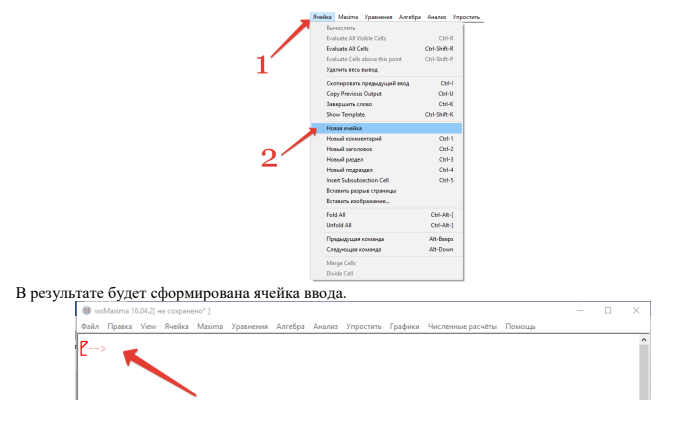 Ячейка Maxima Уравнения Алгебра Анализ Упростить
Вычислить
Evaluate All Visible Cells Ctrl-R
1
Evaluate All Cells Ctrl-Shift-R
Evaluate Cells above this point Ctrl-Shift-P
Удалить весь вывод
Скопировать предыдущий ввод Ctrl-I
Copy Previous Output Ctrl-U
Завершить слово Ctrl-K
Show Template Ctrl-Shift-K
Новая ячейка
Новый комментарий Ctrl-1
2
Новый заголовок Ctrl-2
Новый раздел Ctrl-3
Новый подраздел Ctrl-4
Insert Subsubsection Cell Ctrl-5
Вставить разрыв страницы
Вставить изображение...
Fold All Ctrl-Alt-[
Unfold All Ctrl-Alt-]
Предыдущая команда Alt-Вверх
Следующая команда Alt-Down
Merge Cells
Divide Cell
В результате будет сформирована ячейка ввода.
wxMaxima 16.04.2[ не сохранено* ]
Файл Правка View Ячейка Maxima Уравнения Алгебра Анализ Упростить Графики Численные расчёты Помощь
-->